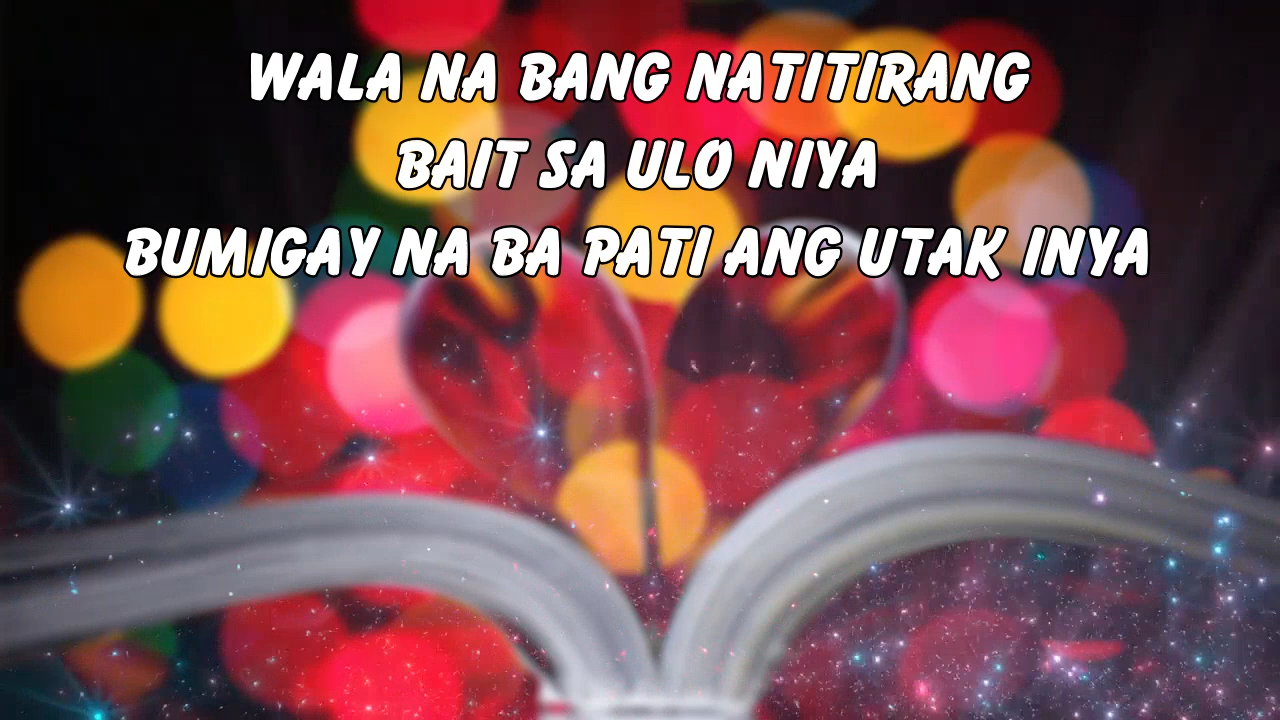 WALA NA BANG NATITIRANG
BAIT SA ULO NIYA
BUMIGAY NA BA PATI ANG UTAK INYA